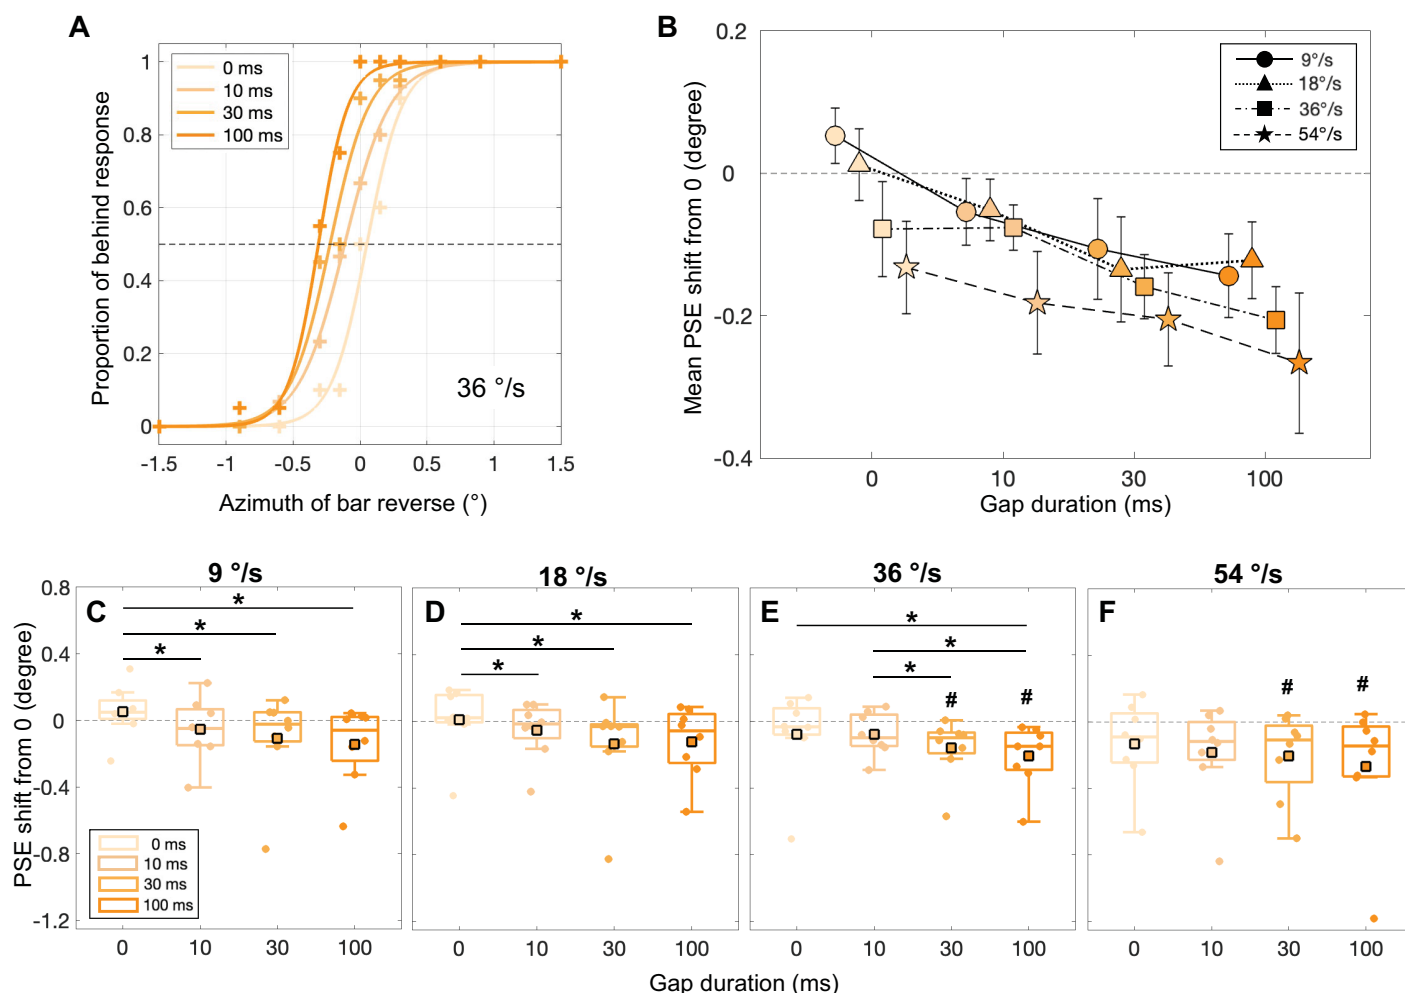 A
0 ms
10 ms
30 ms
100 ms
1
0.8
0.6
0.4
0.2
0
Proportion of behind response
36 °/s
-1.5
-1
-0.5
0
0.5
1
1.5
Azimuth of bar reverse (°)
B
9°/s
18°/s
36°/s
54°/s
0.2
0
-0.2
-0.4
Mean PSE shift from 0 (degree)
0
10
30
100
Gap duration (ms)
9 °/s
18 °/s
36 °/s
54 °/s
0.8
0.4
0
-0.4
-0.8
-1.2
PSE shift from 0 (degree)
C
*
*
*
0 ms
10 ms
30 ms
100 ms
0
10
30
100
D
*
*
*
0
10
30
100
E
*
*
*
#
#
0
10
30
100
F
#
#
0
10
30
100
Gap duration (ms)